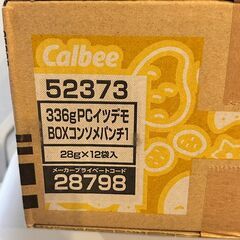 Calbee
52373
336gPCイツデモ
BOXコンソメパンチ1
28g×12袋入
メーカープライベートコード
28798